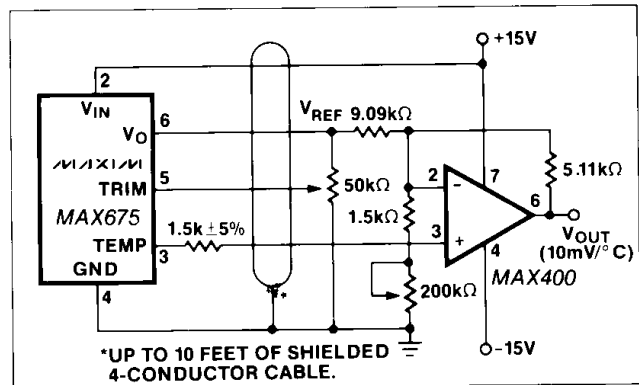 +15V
2
VIN
VO
6
VREF
9.09kΩ
MAXIM
TRIM
5
MAX675
TEMP
3
1.5k ±5%
GND
4
50kΩ
2
−
1.5kΩ
3
+
7
6
4
5.11kΩ
VOUT
(10mV/°C)
MAX400
200kΩ
**
-15V
*UP TO 10 FEET OF SHIELDED
4-CONDUCTOR CABLE.